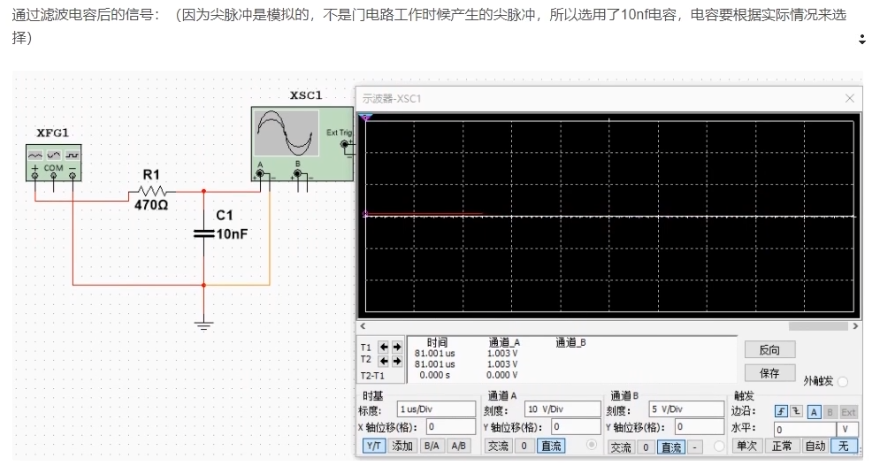 通过滤波电容后的信号：（因为尖脉冲是模拟的，不是门电路工作时候产生的尖脉冲，所以选用了10nf电容，电容要根据实际情况来选
择）
XSC1
示波器-XSC1
XFG1
Ext Trig
COM
A
B
R1
470Ω
C1
10nF
时间 通道_A 通道_B
T1 81.001 us 1.003 V
T2 81.001 us 1.003 V
T2-T1 0.000 s 0.000 V
反向
保存
外触发
时基 通道 A 通道 B 触发
标度： 1 us/Div 刻度： 10 V/Div 刻度： 5 V/Div 边沿： A B Ext
X 轴位移(格)： 0 Y 轴位移(格)： 0 Y 轴位移(格)： 0 水平： 0 V
Y/T 添加 B/A A/B 交流 0 直流 交流 0 直流 - 单次 正常 自动 无